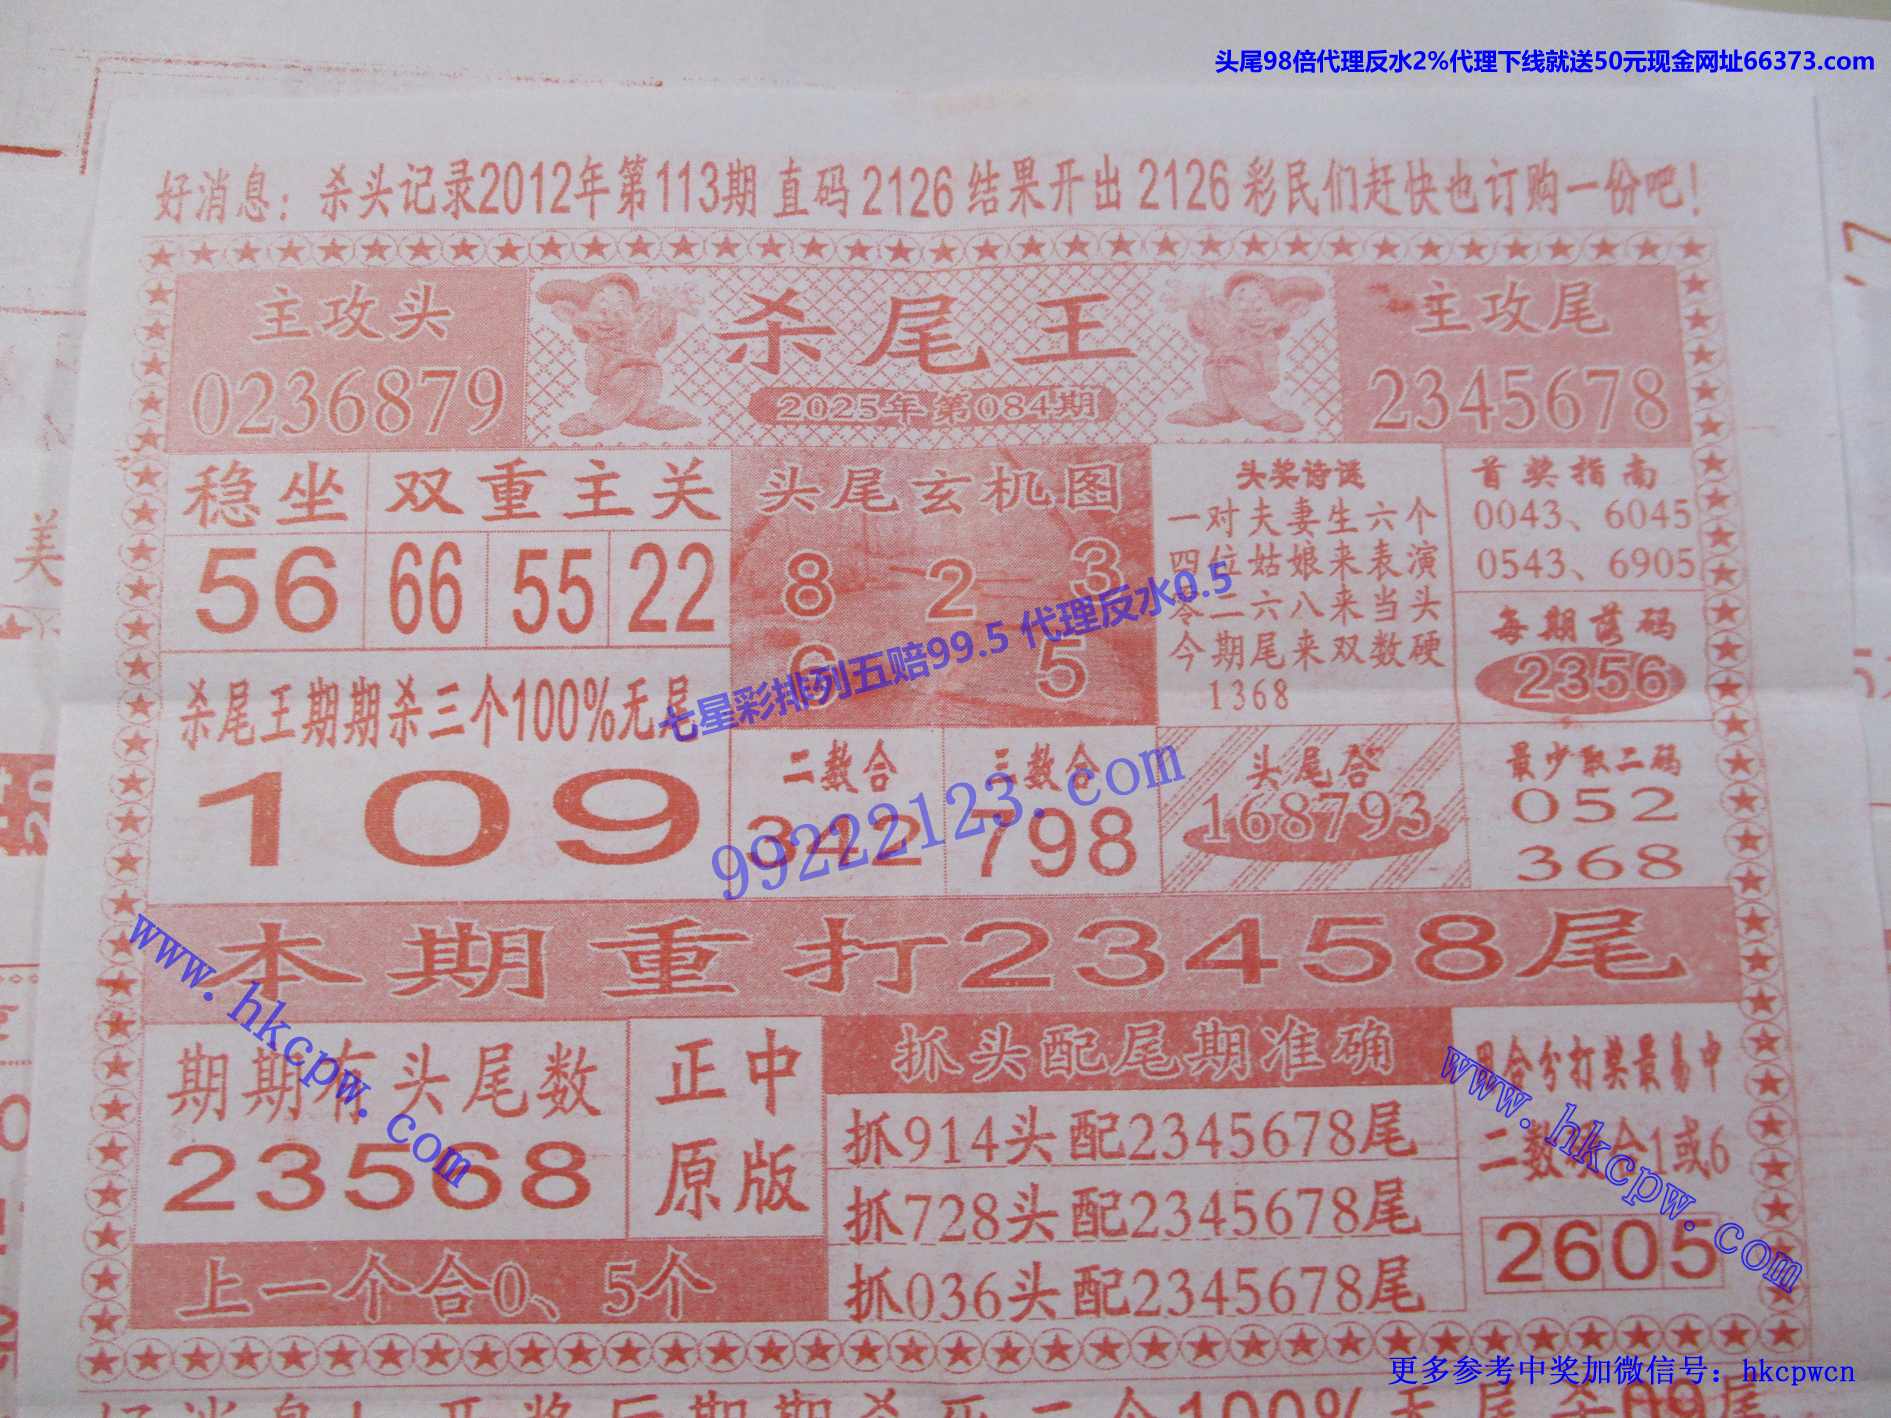 头尾98倍代理反水2%代理下线就送50元现金网址66373.com
好消息：杀头记录2012年第113期 直码 2126 结果开出 2126 彩民们赶快也订购一份吧！
主攻头
0236879
杀尾王
2025年 第084期
主攻尾
2345678
稳坐
56
双重主关
66 55 22
头尾玄机图
8 2 3
6 5
头奖诗谜
一对夫妻生六个
四位姑娘来表演
零二六八来当头
今期尾来双数硬
1368
首奖指南
0043、6045
0543、6905
每期落码
2356
杀尾王期期杀三个100%无尾
109
七星彩排列五赔99.5 代理反水0.5
99222123.com
二数合
342
三数合
798
头尾合
168793
最少取二码
052
368
本期重打23458尾
www.hkcpw.com
期期有头尾数
23568
正中
原版
上一个合0、5个
抓头配尾期准确
抓914头配2345678尾
抓728头配2345678尾
抓036头配2345678尾
合分打奖最易中
二数 合1或6
2605
www.hkcpw.com
更多参考中奖加微信号：hkcpwcn